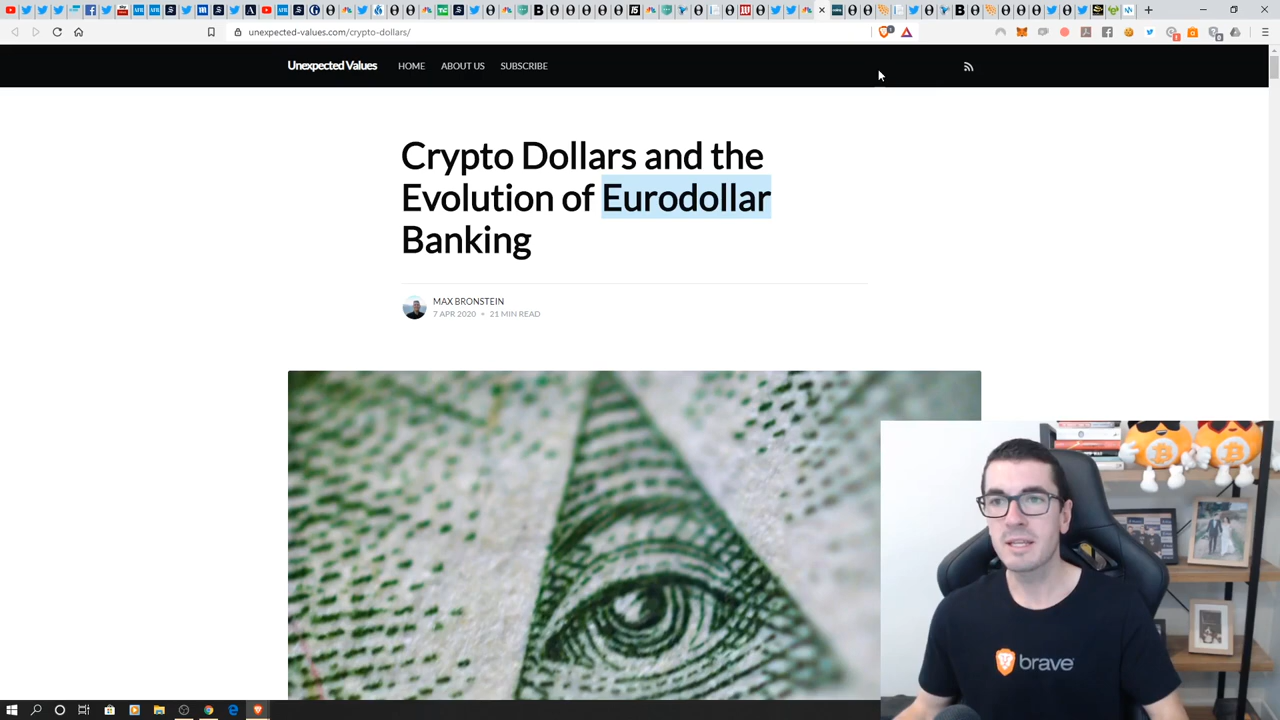 unexpected-values.com/crypto-dollars/
Unexpected Values HOME ABOUT US SUBSCRIBE
Crypto Dollars and the
Evolution of Eurodollar
Banking
MAX BRONSTEIN
7 APR 2020 • 21 MIN READ
brave